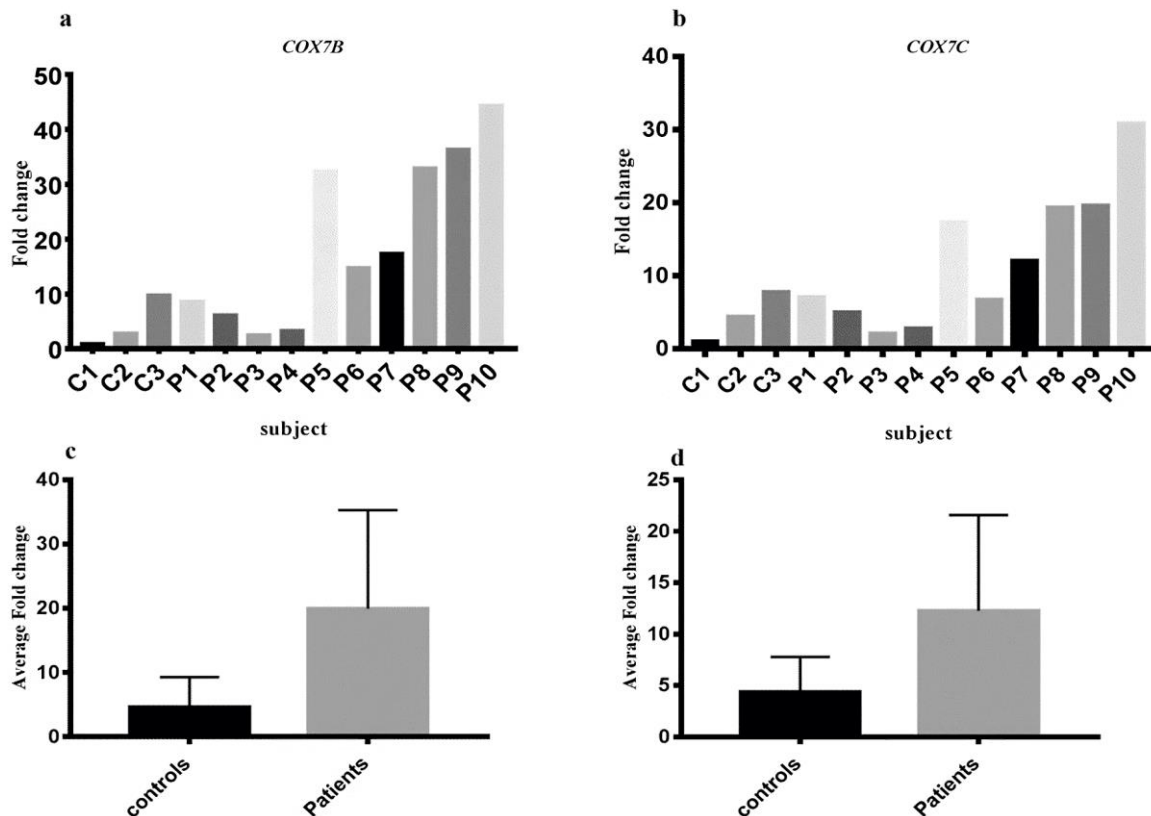 a
COX7B
Fold change
50
40
30
20
10
0
C1 C2 C3 P1 P2 P3 P4 P5 P6 P7 P8 P9 P10
subject
b
COX7C
Fold change
40
30
20
10
0
C1 C2 C3 P1 P2 P3 P4 P5 P6 P7 P8 P9 P10
subject
c
Average Fold change
40
30
20
10
0
controls Patients
d
Average Fold change
25
20
15
10
5
0
controls Patients